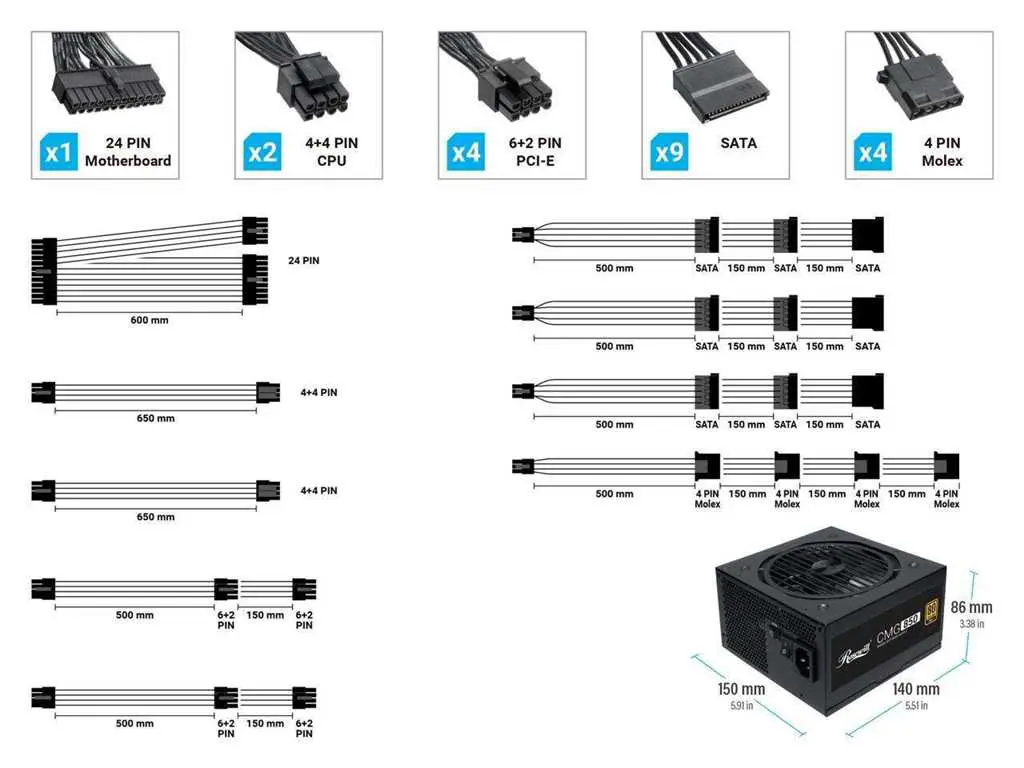 x1
24 PIN
Motherboard
x2
4+4 PIN
CPU
x4
6+2 PIN
PCI-E
x9
SATA
x4
4 PIN
Molex
24 PIN
600 mm
4+4 PIN
650 mm
4+4 PIN
650 mm
500 mm 6+2 PIN 150 mm 6+2 PIN
500 mm 6+2 PIN 150 mm 6+2 PIN
500 mm SATA 150 mm SATA 150 mm SATA
500 mm SATA 150 mm SATA 150 mm SATA
500 mm SATA 150 mm SATA 150 mm SATA
500 mm 4 PIN Molex 150 mm 4 PIN Molex 150 mm 4 PIN Molex 150 mm 4 PIN Molex
Rosewill
CMG 850
80
86 mm
3.38 in
150 mm
5.91 in
140 mm
5.51 in